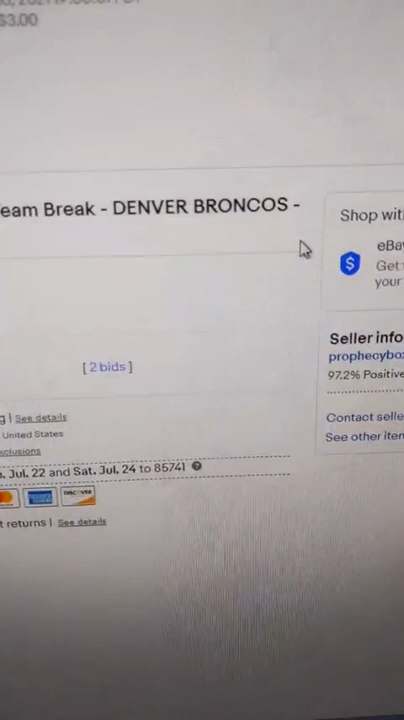 $3.00
eam Break - DENVER BRONCOS -
Shop wit
eBa
Get
your
[ 2 bids ]
Seller info
prophecybo
97.2% Positive
g | See details
United States
xclusions
. Jul. 22 and Sat. Jul. 24 to 85741
DISCOVER
Contact selle
See other iten
t returns | See details